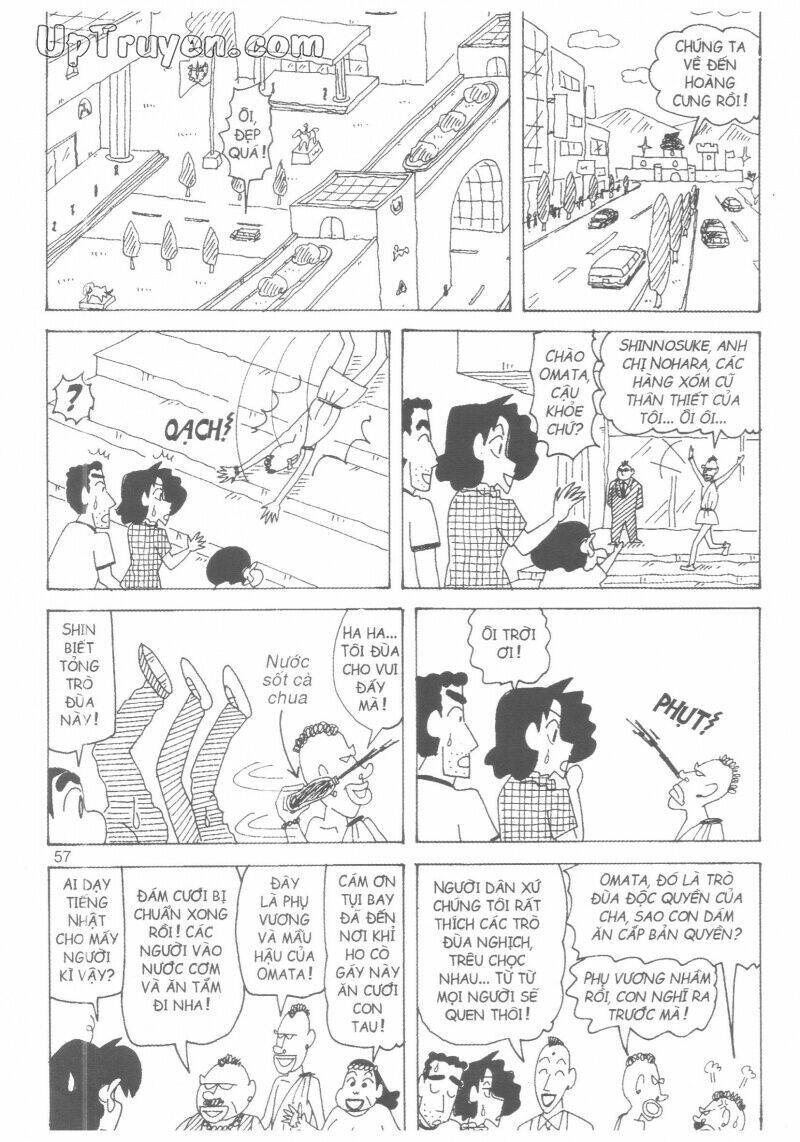 UpTruyen.com
CHÚNG TA
VỀ ĐẾN
HOÀNG
CUNG RỒI!
ÔI,
ĐẸP
QUÁ!
SHINNOSUKE, ANH
CHỊ NOHARA, CÁC
HÀNG XÓM CŨ
THÂN THIẾT CỦA
TÔI... ÔI ÔI...
CHÀO
OMATA,
CẬU
KHỎE
CHỨ?
OẠCH!
?
ÔI TRỜI
ƠI!
PHỤT!
HA HA...
TÔI ĐÙA
CHO VUI
ĐẤY
MÀ!
Nước
sốt cà
chua
SHIN
BIẾT
TỎNG
TRÒ
ĐÙA
NÀY!
57
OMATA, ĐÓ LÀ TRÒ
ĐÙA ĐỘC QUYỀN CỦA
CHA, SAO CON DÁM
ĂN CẮP BẢN QUYỀN?
PHỤ VƯƠNG NHẦM
RỒI, CON NGHĨ RA
TRƯỚC MÀ!
NGƯỜI DÂN XỨ
CHÚNG TÔI RẤT
THÍCH CÁC TRÒ
ĐÙA NGHỊCH,
TRÊU CHỌC
NHAU... TỪ TỪ
MỌI NGƯỜI SẼ
QUEN THÔI!
CÁM ƠN
TỤI BAY
ĐÃ ĐẾN
NƠI KHỈ
HO CÒ
GÁY NÀY
ĂN CƯỚI
CON
TAU!
ĐÂY
LÀ PHỤ
VƯƠNG
VÀ MẪU
HẬU CỦA
OMATA!
ĐÁM CƯỚI BỊ
CHUẨN XONG
RỒI! CÁC
NGƯỜI VÀO
NƯỚC CƠM
VÀ ĂN TẮM
ĐI NHA!
AI DẠY
TIẾNG
NHẬT
CHO MẤY
NGƯỜI
KÌ VẬY?